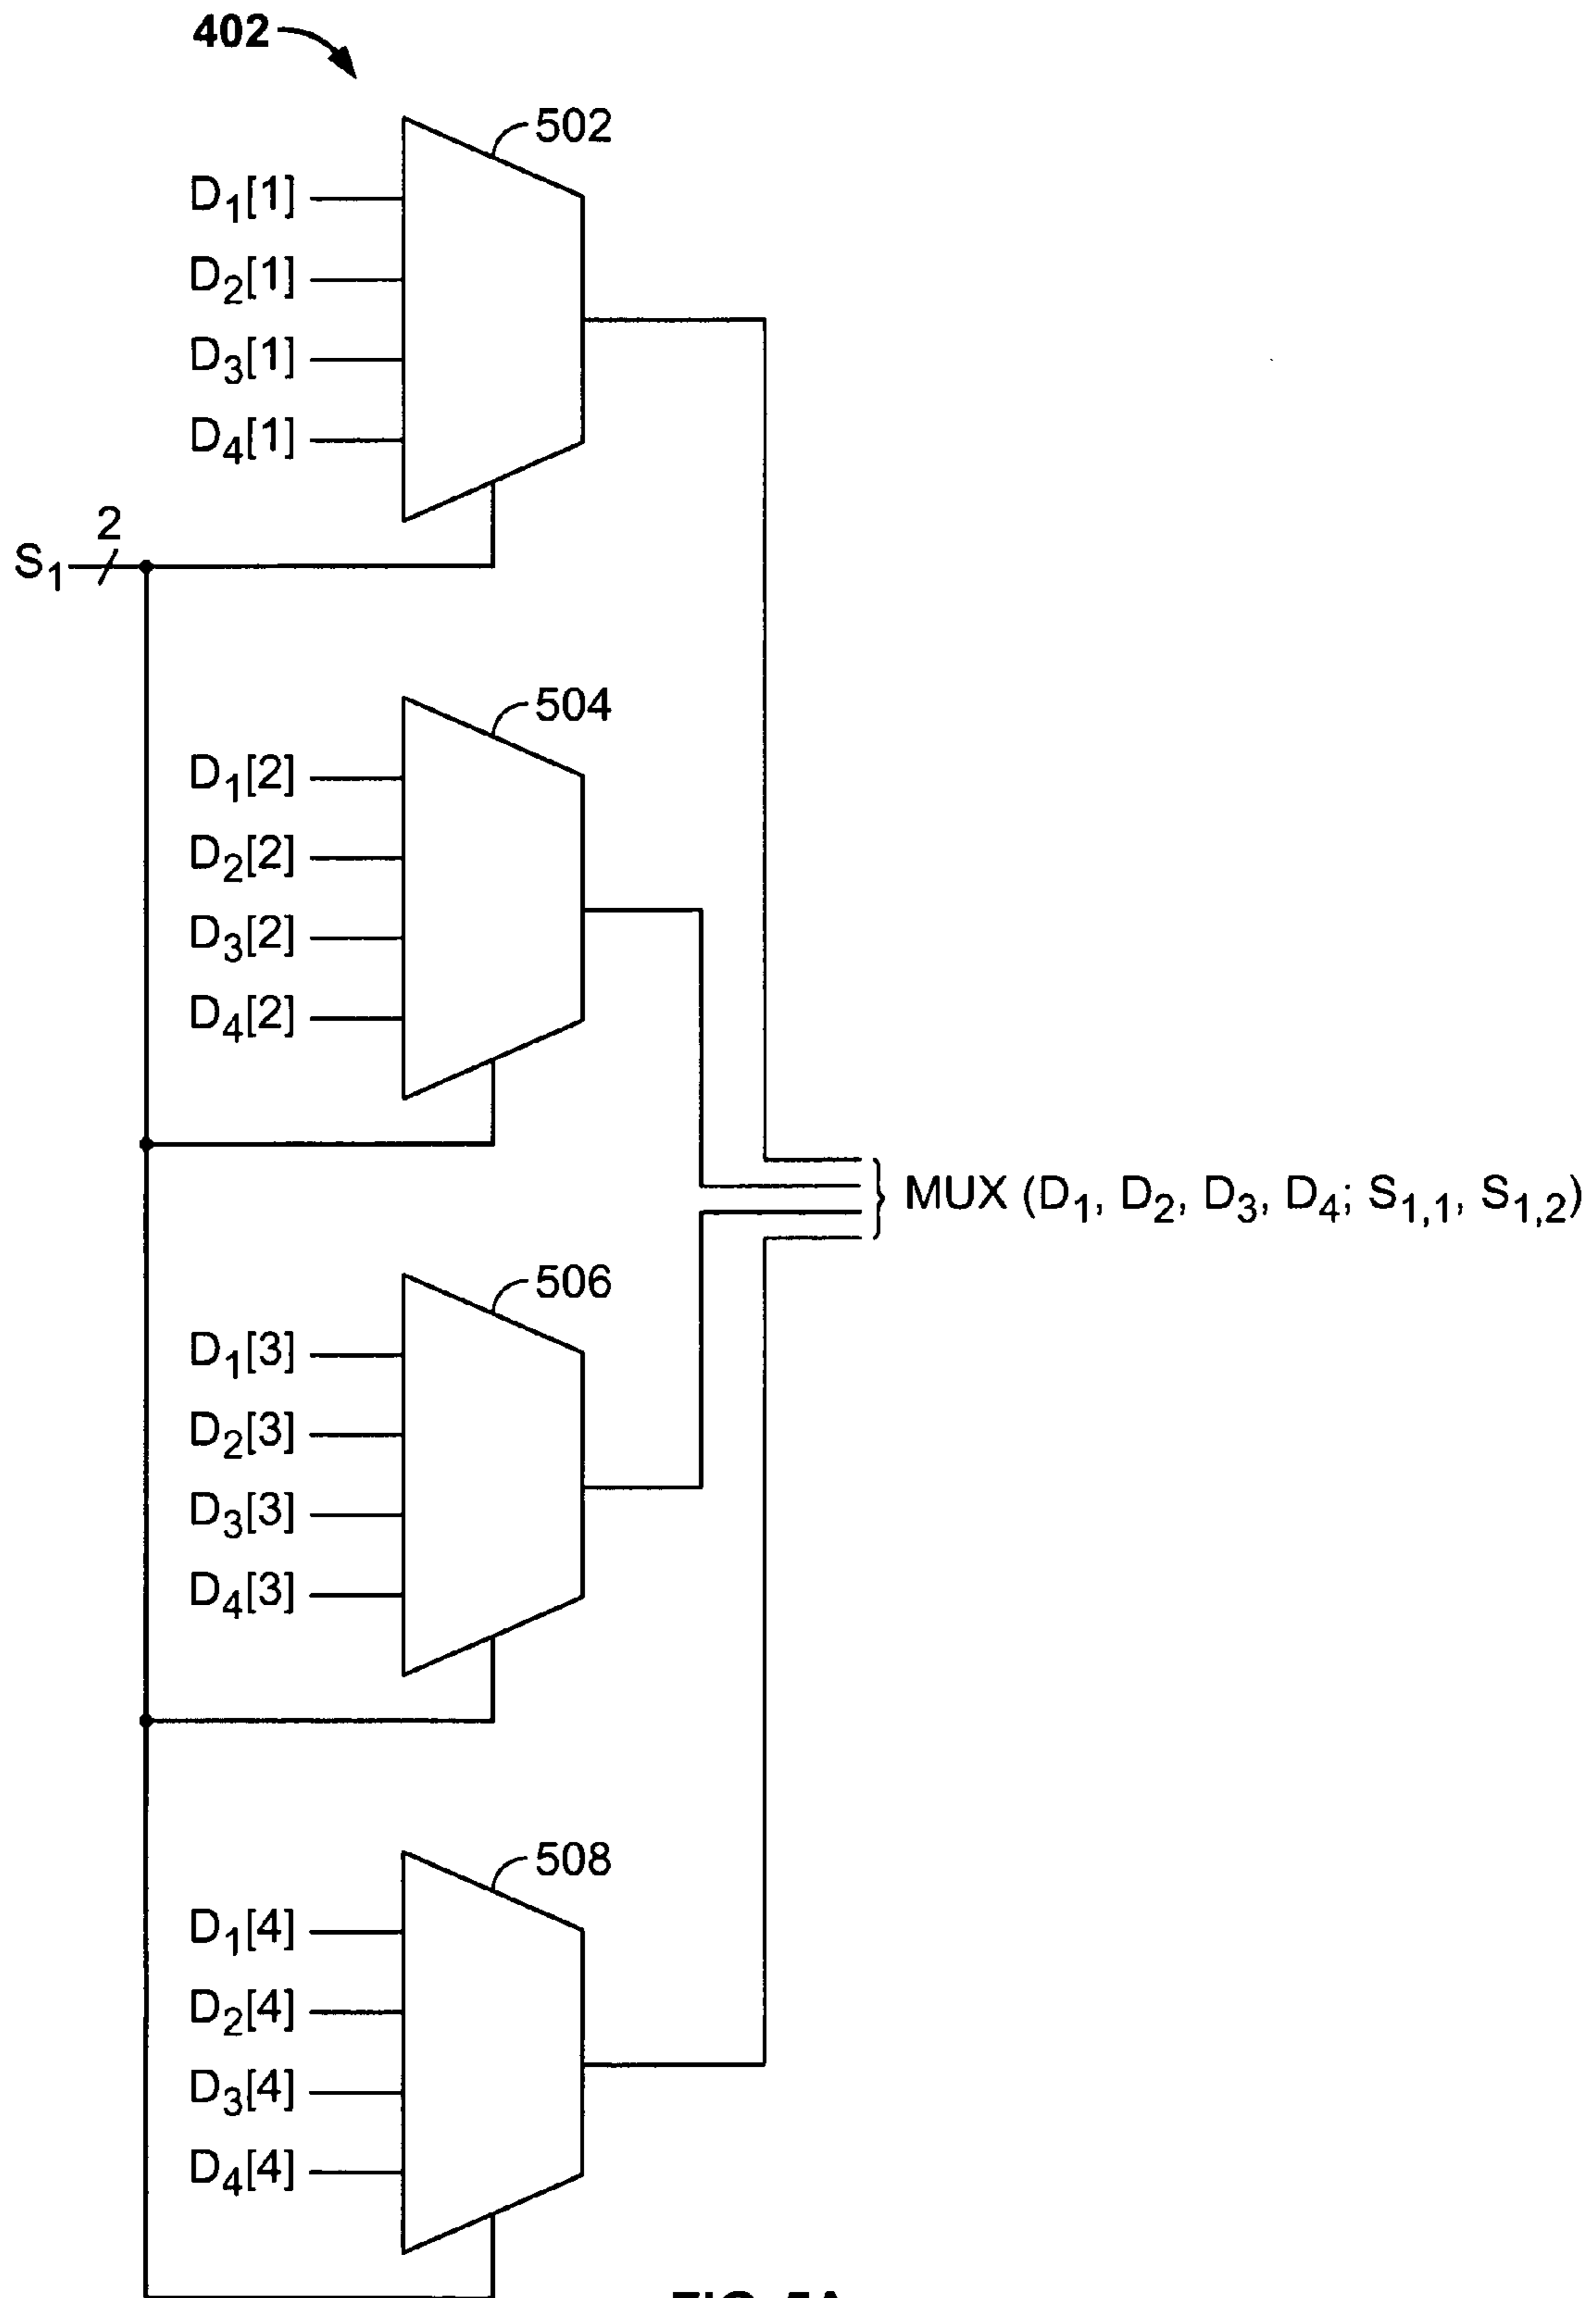 402
502
D1[1]
D2[1]
D3[1]
D4[1]
2
S1
504
D1[2]
D2[2]
D3[2]
D4[2]
MUX (D1, D2, D3, D4; S1,1, S1,2)
506
D1[3]
D2[3]
D3[3]
D4[3]
508
D1[4]
D2[4]
D3[4]
D4[4]